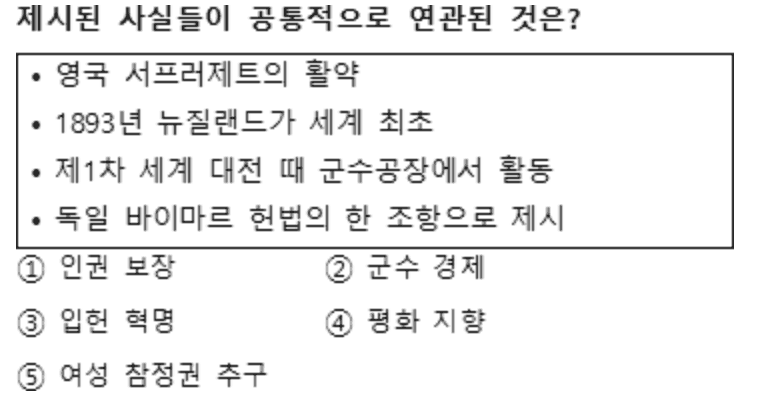 제시된 사실들이 공통적으로 연관된 것은?
• 영국 서프러제트의 활약
• 1893년 뉴질랜드가 세계 최초
• 제1차 세계 대전 때 군수공장에서 활동
• 독일 바이마르 헌법의 한 조항으로 제시
① 인권 보장 ② 군수 경제
③ 입헌 혁명 ④ 평화 지향
⑤ 여성 참정권 추구